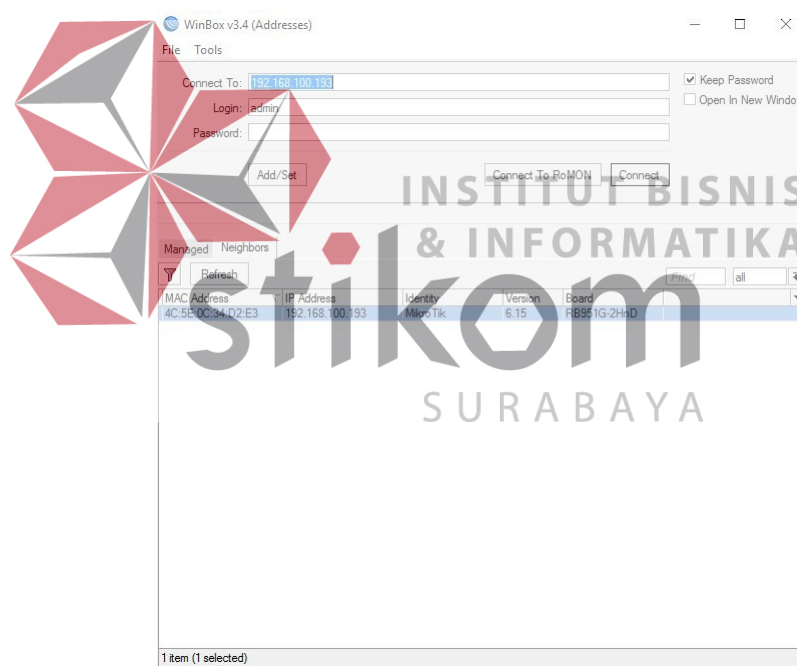 WinBox v3.4 (Addresses)
File Tools
Connect To: 192.168.100.193
Keep Password
Login: admin
Open In New Windo
Password:
Add/Set
Connect To RoMON
Connect
INSTITUT BISNIS
& INFORMATIKA
Managed Neighbors
Refresh
Find
all
stikom
MAC Address IP Address Identity Version Board
4C:5E:0C:34:D2:E3 192.168.100.193 MikroTik 6.15 RB951G-2HnD
SURABAYA
1 item (1 selected)